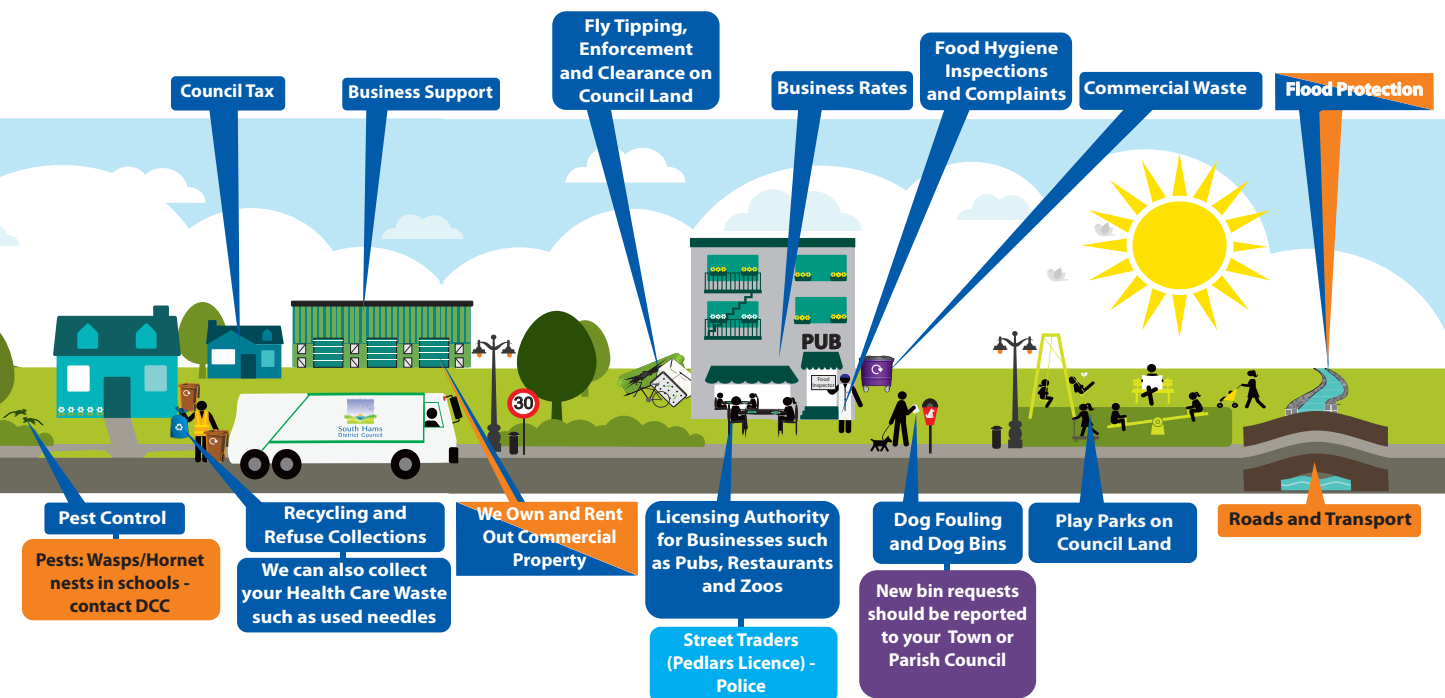 Fly Tipping,
Enforcement
and Clearance on
Council Land
Food Hygiene
Inspections
and Complaints
Council Tax
Business Support
Business Rates
Commercial Waste
Flood Protection
PUB
Food
Inspector
30
South Hams
District Council
Pest Control
Pests: Wasps/Hornet
nests in schools -
contact DCC
Recycling and
Refuse Collections
We can also collect
your Health Care Waste
such as used needles
We Own and Rent
Out Commercial
Property
Licensing Authority
for Businesses such
as Pubs, Restaurants
and Zoos
Street Traders
(Pedlars Licence) -
Police
Dog Fouling
and Dog Bins
New bin requests
should be reported
to your Town or
Parish Council
Play Parks on
Council Land
Roads and Transport